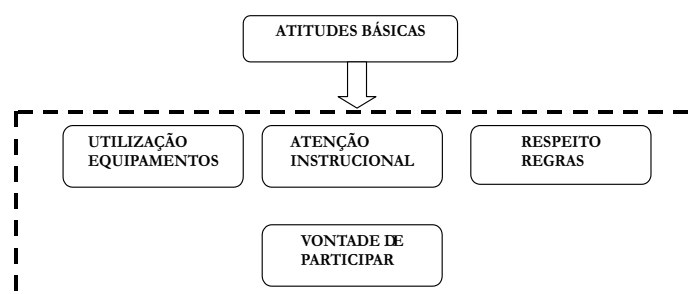 ATITUDES BÁSICAS
UTILIZAÇÃO
EQUIPAMENTOS
ATENÇÃO
INSTRUCIONAL
RESPEITO
REGRAS
VONTADE DE
PARTICIPAR